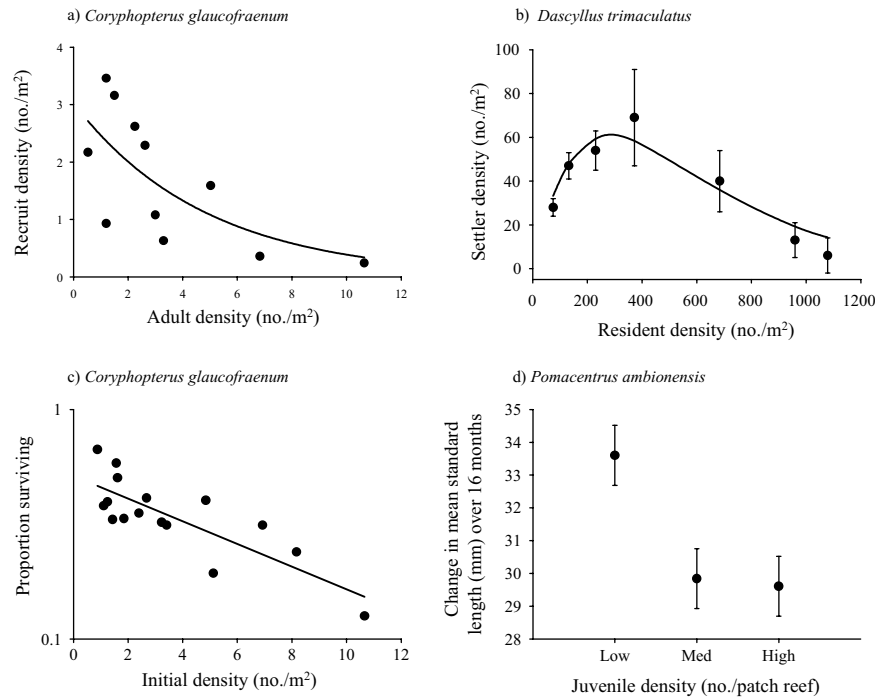 a) Coryphopterus glaucofraenum
Recruit density (no./m²)
4
3
2
1
0
0 2 4 6 8 10 12
Adult density (no./m²)
b) Dascyllus trimaculatus
Settler density (no./m²)
100
80
60
40
20
0
0 200 400 600 800 1000 1200
Resident density (no./m²)
c) Coryphopterus glaucofraenum
Proportion surviving
1
0.1
0 2 4 6 8 10 12
Initial density (no./m²)
d) Pomacentrus ambionensis
Change in mean standard
length (mm) over 16 months
35
34
33
32
31
30
29
28
Low Med High
Juvenile density (no./patch reef)